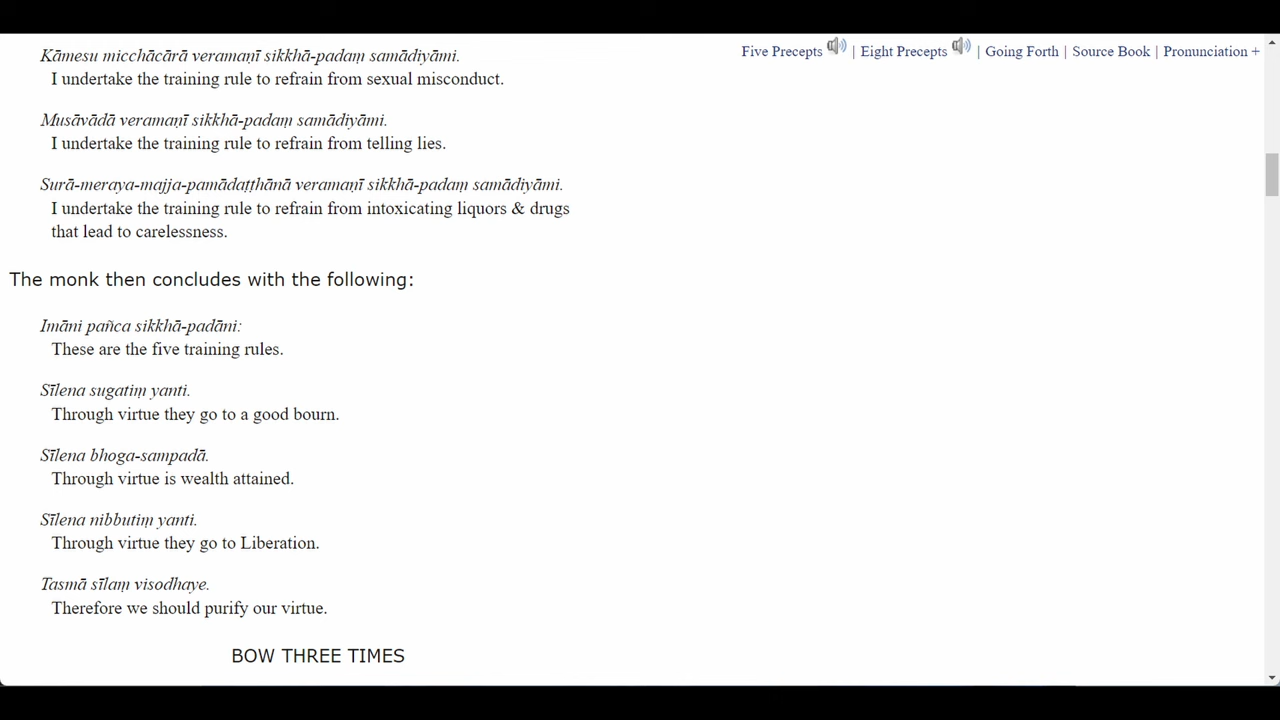 Five Precepts | Eight Precepts | Going Forth | Source Book | Pronunciation +
Kāmesu micchācārā veramaṇī sikkhā-padaṃ samādiyāmi.
I undertake the training rule to refrain from sexual misconduct.
Musāvādā veramaṇī sikkhā-padaṃ samādiyāmi.
I undertake the training rule to refrain from telling lies.
Surā-meraya-majja-pamādaṭṭhānā veramaṇī sikkhā-padaṃ samādiyāmi.
I undertake the training rule to refrain from intoxicating liquors & drugs
that lead to carelessness.
The monk then concludes with the following:
Imāni pañca sikkhā-padāni:
These are the five training rules.
Sīlena sugatiṃ yanti.
Through virtue they go to a good bourn.
Sīlena bhoga-sampadā.
Through virtue is wealth attained.
Sīlena nibbutiṃ yanti.
Through virtue they go to Liberation.
Tasmā sīlaṃ visodhaye.
Therefore we should purify our virtue.
BOW THREE TIMES